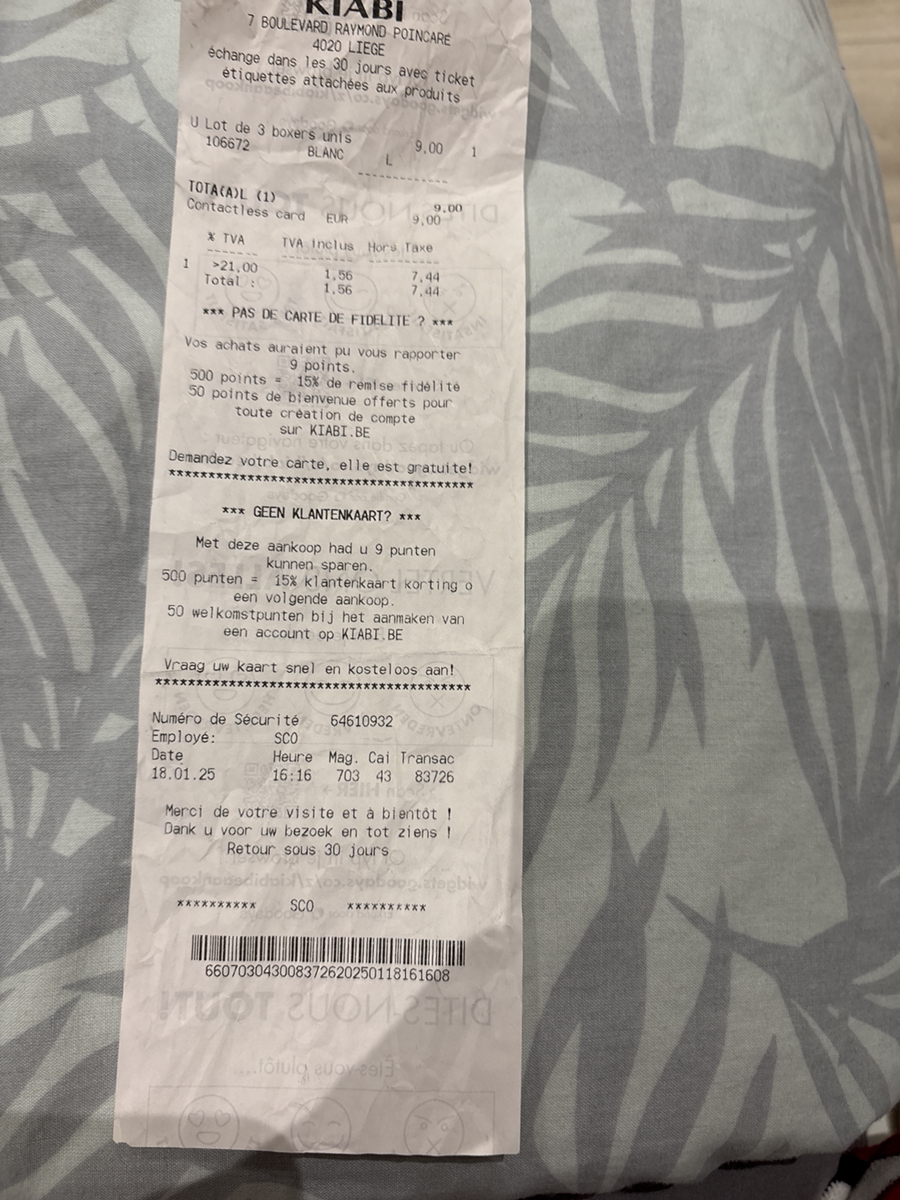 KIABI
7 BOULEVARD RAYMOND POINCARE
4020 LIEGE
échange dans les 30 jours avec ticket
étiquettes attachées aux produits
U Lot de 3 boxers unis 9,00 1
106672 BLANC L
------------
TOTA(A)L (1) 9,00
Contactless card EUR 9,00
% TVA TVA inclus Hors Taxe
------- ---------- ----------
1 >21,00 1,56 7,44
Total : 1,56 7,44
*** PAS DE CARTE DE FIDELITE ? ***
Vos achats auraient pu vous rapporter
9 points.
500 points = 15% de remise fidélité
50 points de bienvenue offerts pour
toute création de compte
sur KIABI.BE
Demandez votre carte, elle est gratuite!
****************************************
*** GEEN KLANTENKAART? ***
Met deze aankoop had u 9 punten
kunnen sparen.
500 punten = 15% klantenkaart korting o
een volgende aankoop.
50 welkomstpunten bij het aanmaken van
een account op KIABI.BE
Vraag uw kaart snel en kosteloos aan!
****************************************
Numéro de Sécurité 64610932
Employé: SCO
Date Heure Mag. Cai Transac
18.01.25 16:16 703 43 83726
Merci de votre visite et à bientôt !
Dank u voor uw bezoek en tot ziens !
Retour sous 30 jours
********** SCO **********
66070304300837262025011816​1608
DITES-NOUS TOUT!
Êtes-vous plutôt...